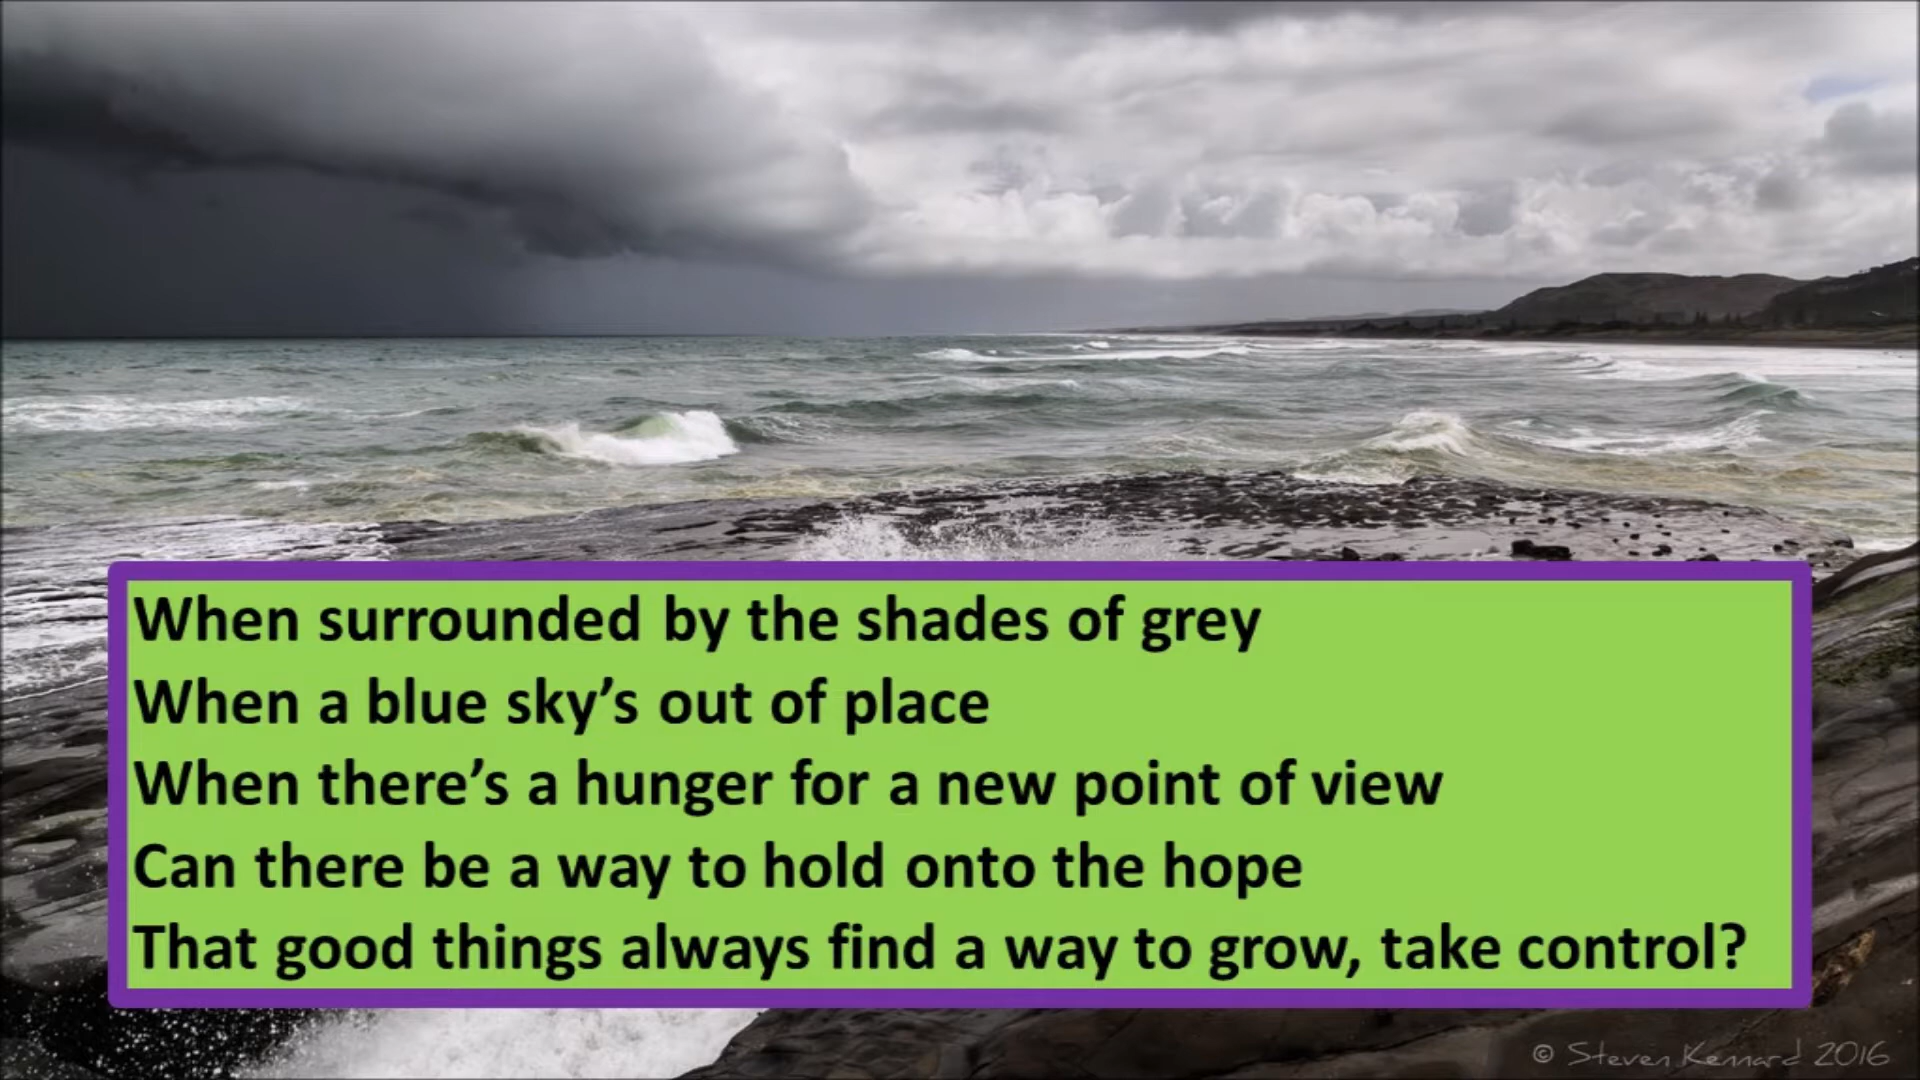 When surrounded by the shades of grey
When a blue sky’s out of place
When there’s a hunger for a new point of view
Can there be a way to hold onto the hope
That good things always find a way to grow, take control?
© Steven Kennard 2016